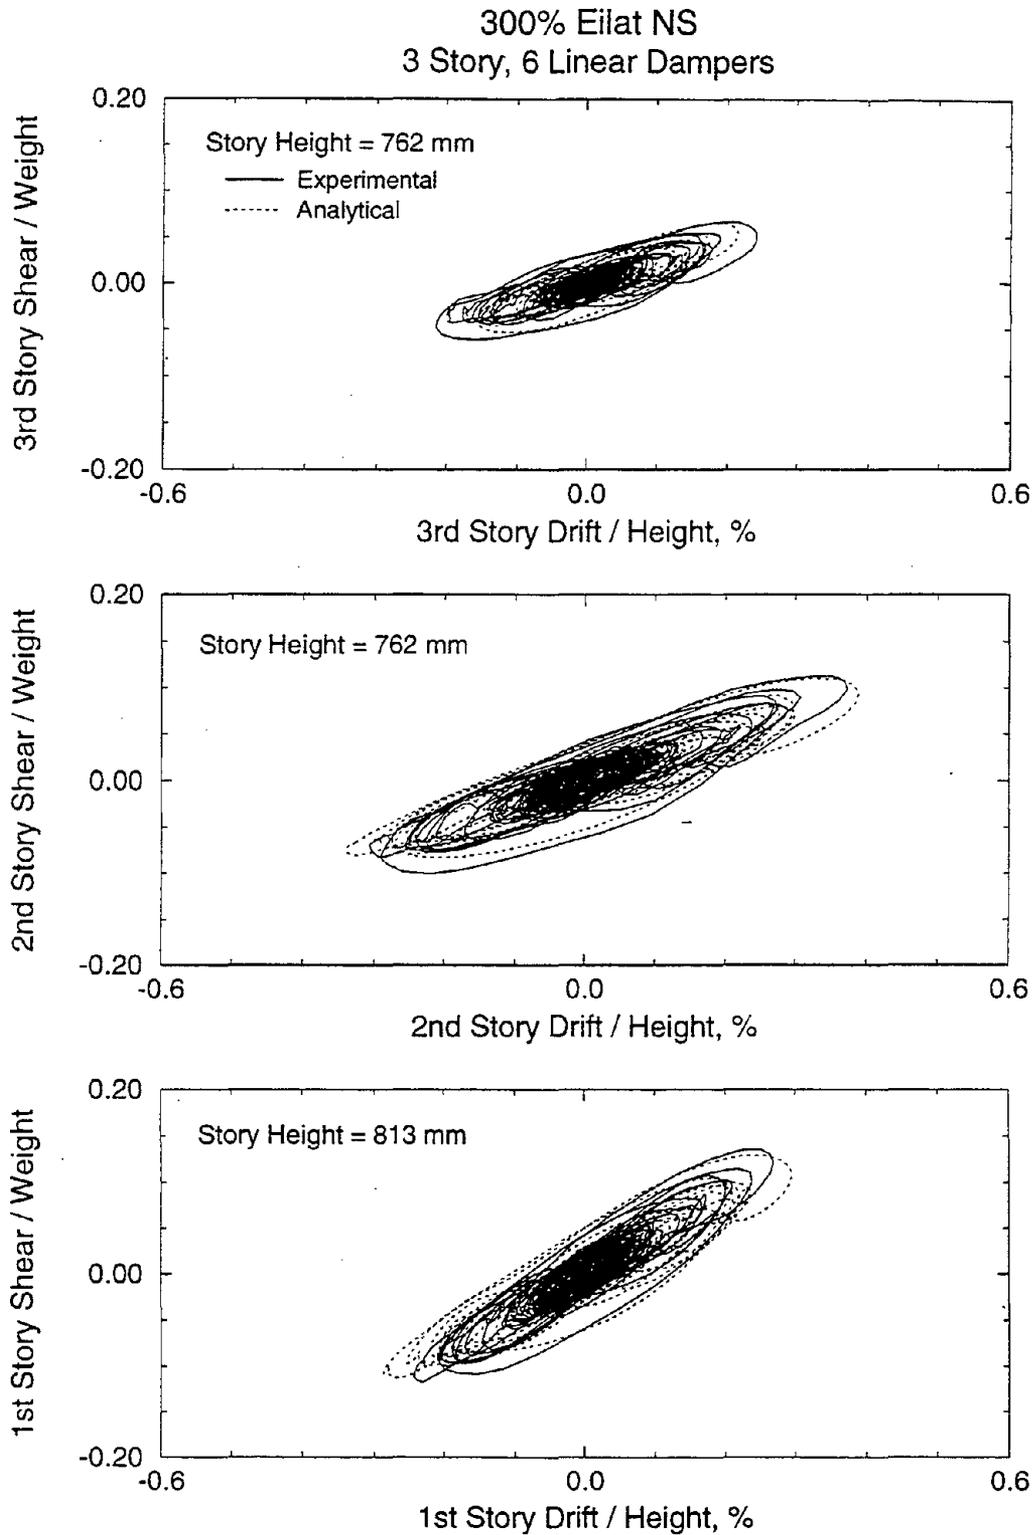 300% Eilat NS
3 Story, 6 Linear Dampers
3rd Story Shear / Weight
0.20
0.00
-0.20
Story Height = 762 mm
Experimental
Analytical
-0.6
0.0
0.6
3rd Story Drift / Height, %
2nd Story Shear / Weight
0.20
0.00
-0.20
Story Height = 762 mm
-0.6
0.0
0.6
2nd Story Drift / Height, %
1st Story Shear / Weight
0.20
0.00
-0.20
Story Height = 813 mm
-0.6
0.0
0.6
1st Story Drift / Height, %